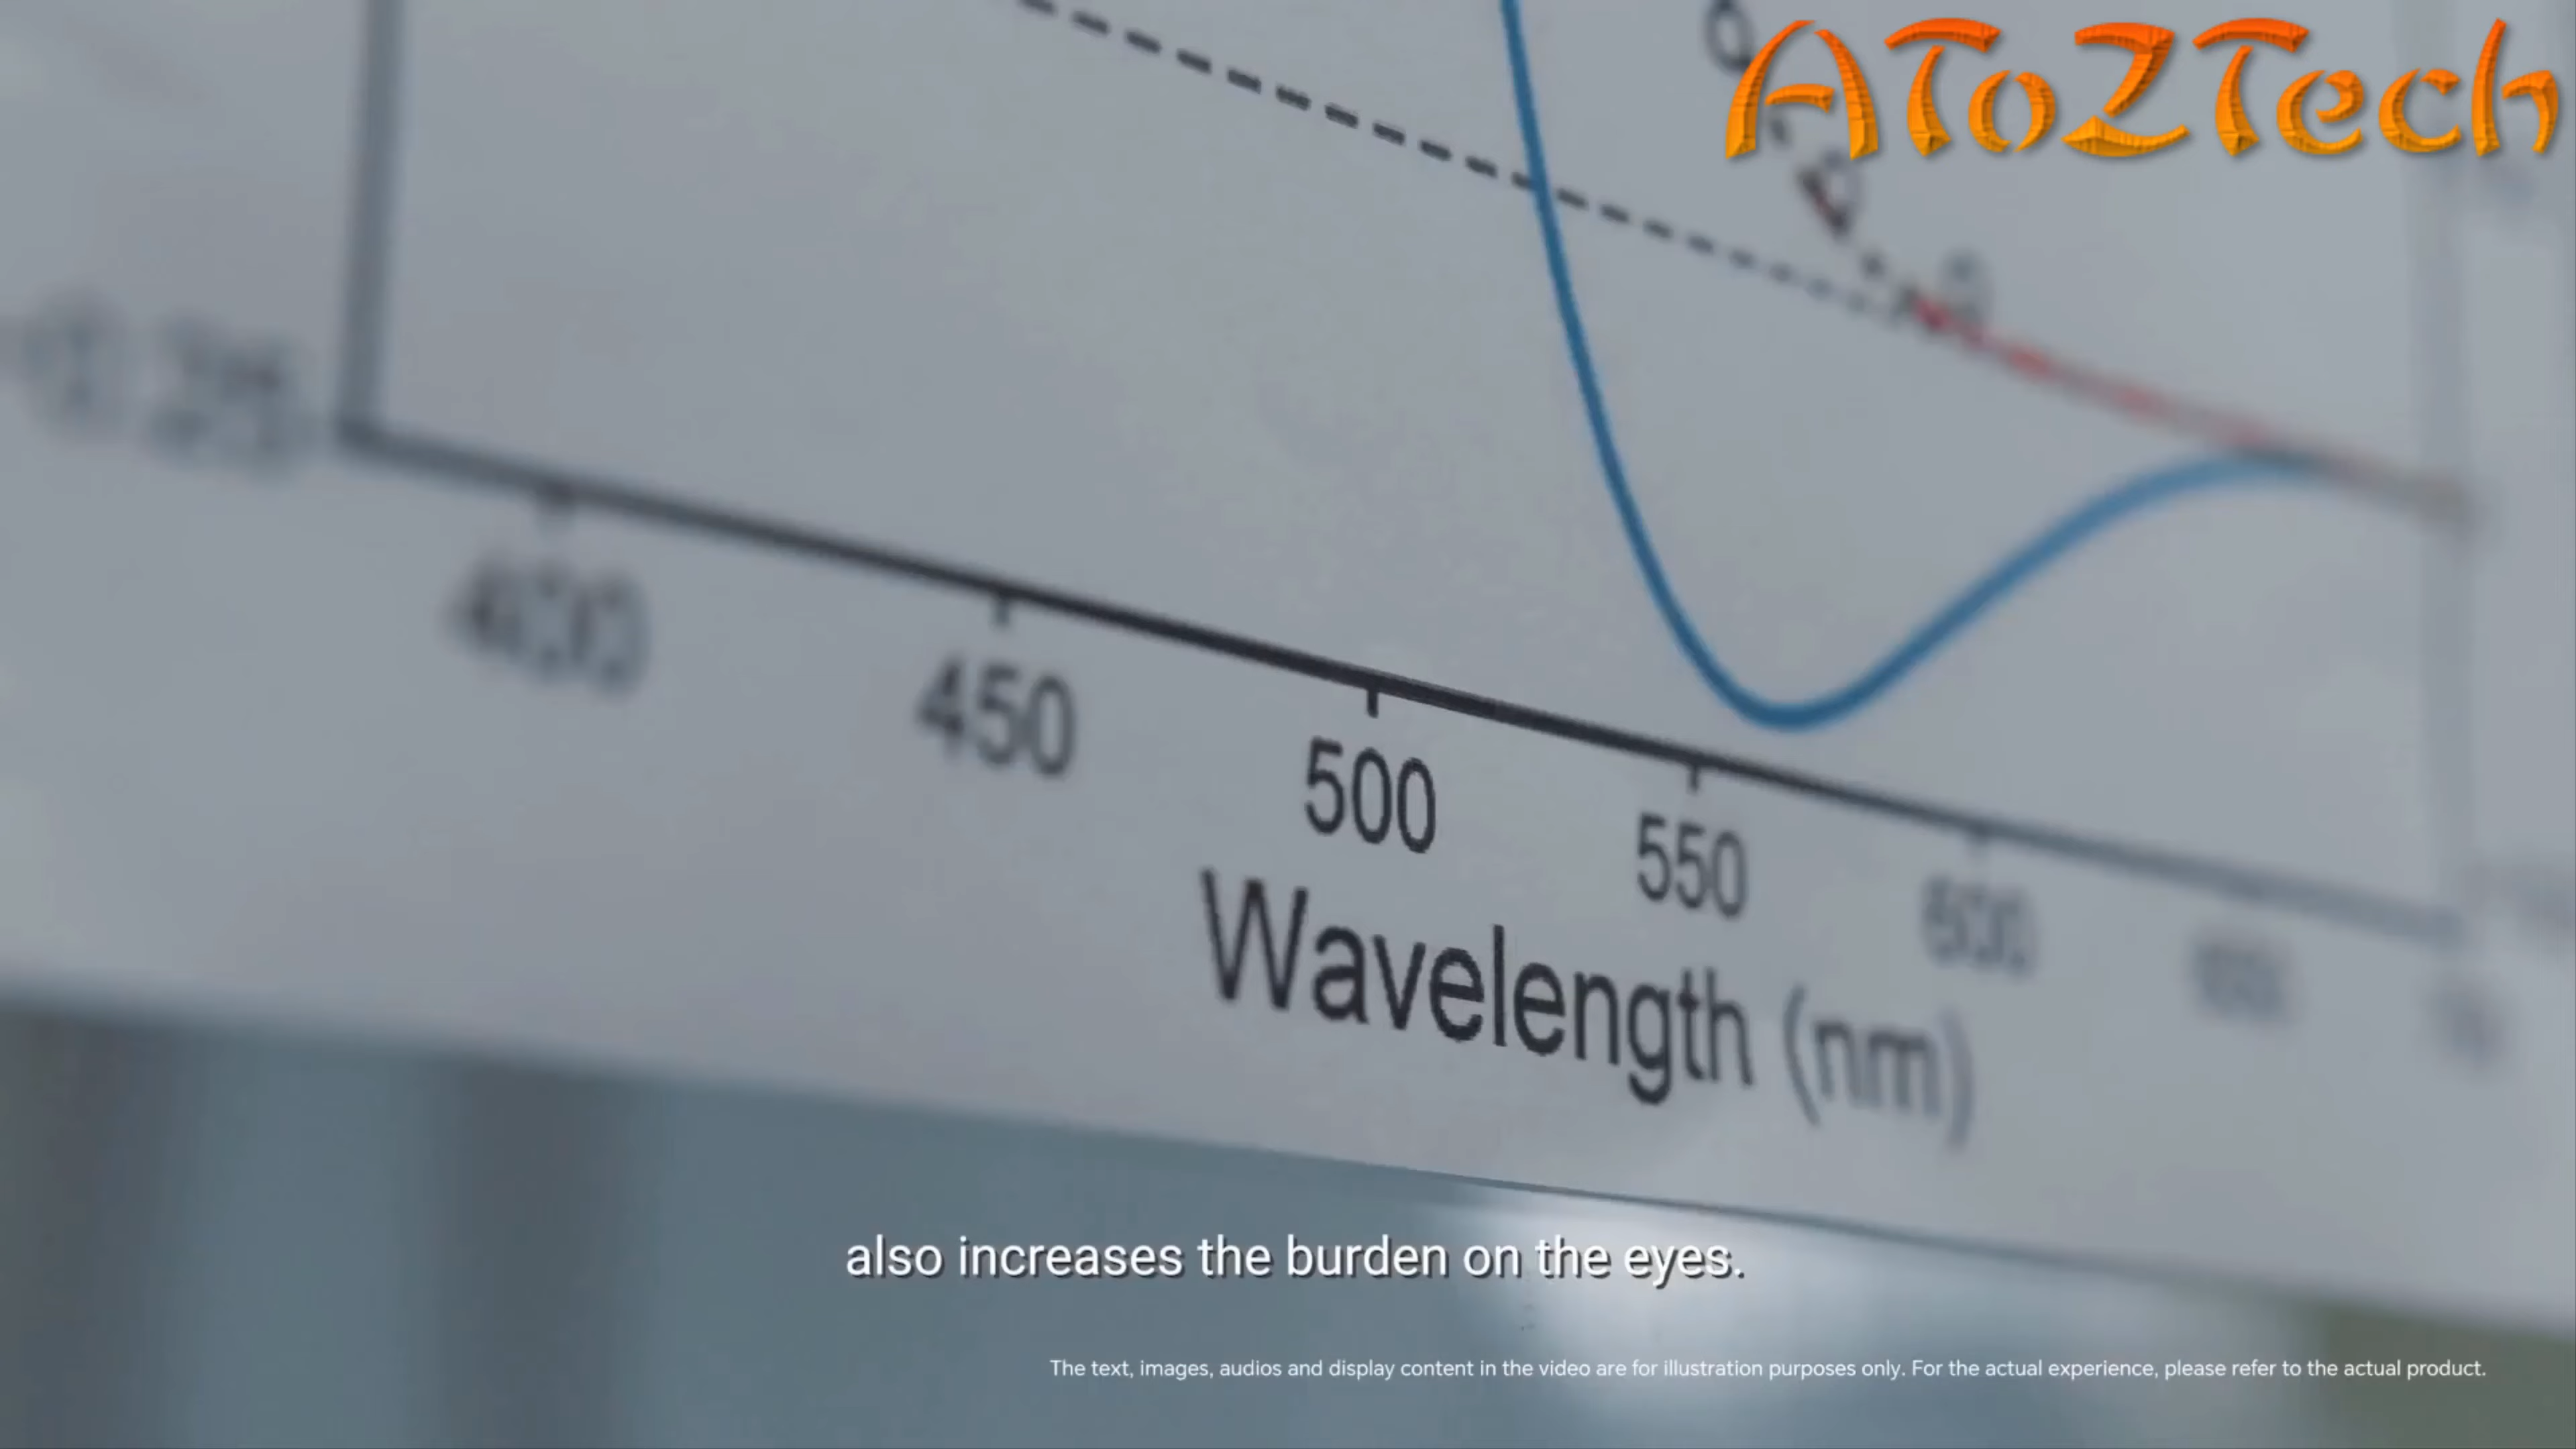 AToZTech
400
450
500
550
600
Wavelength (nm)
also increases the burden on the eyes.
The text, images, audios and display content in the video are for illustration purposes only. For the actual experience, please refer to the actual product.